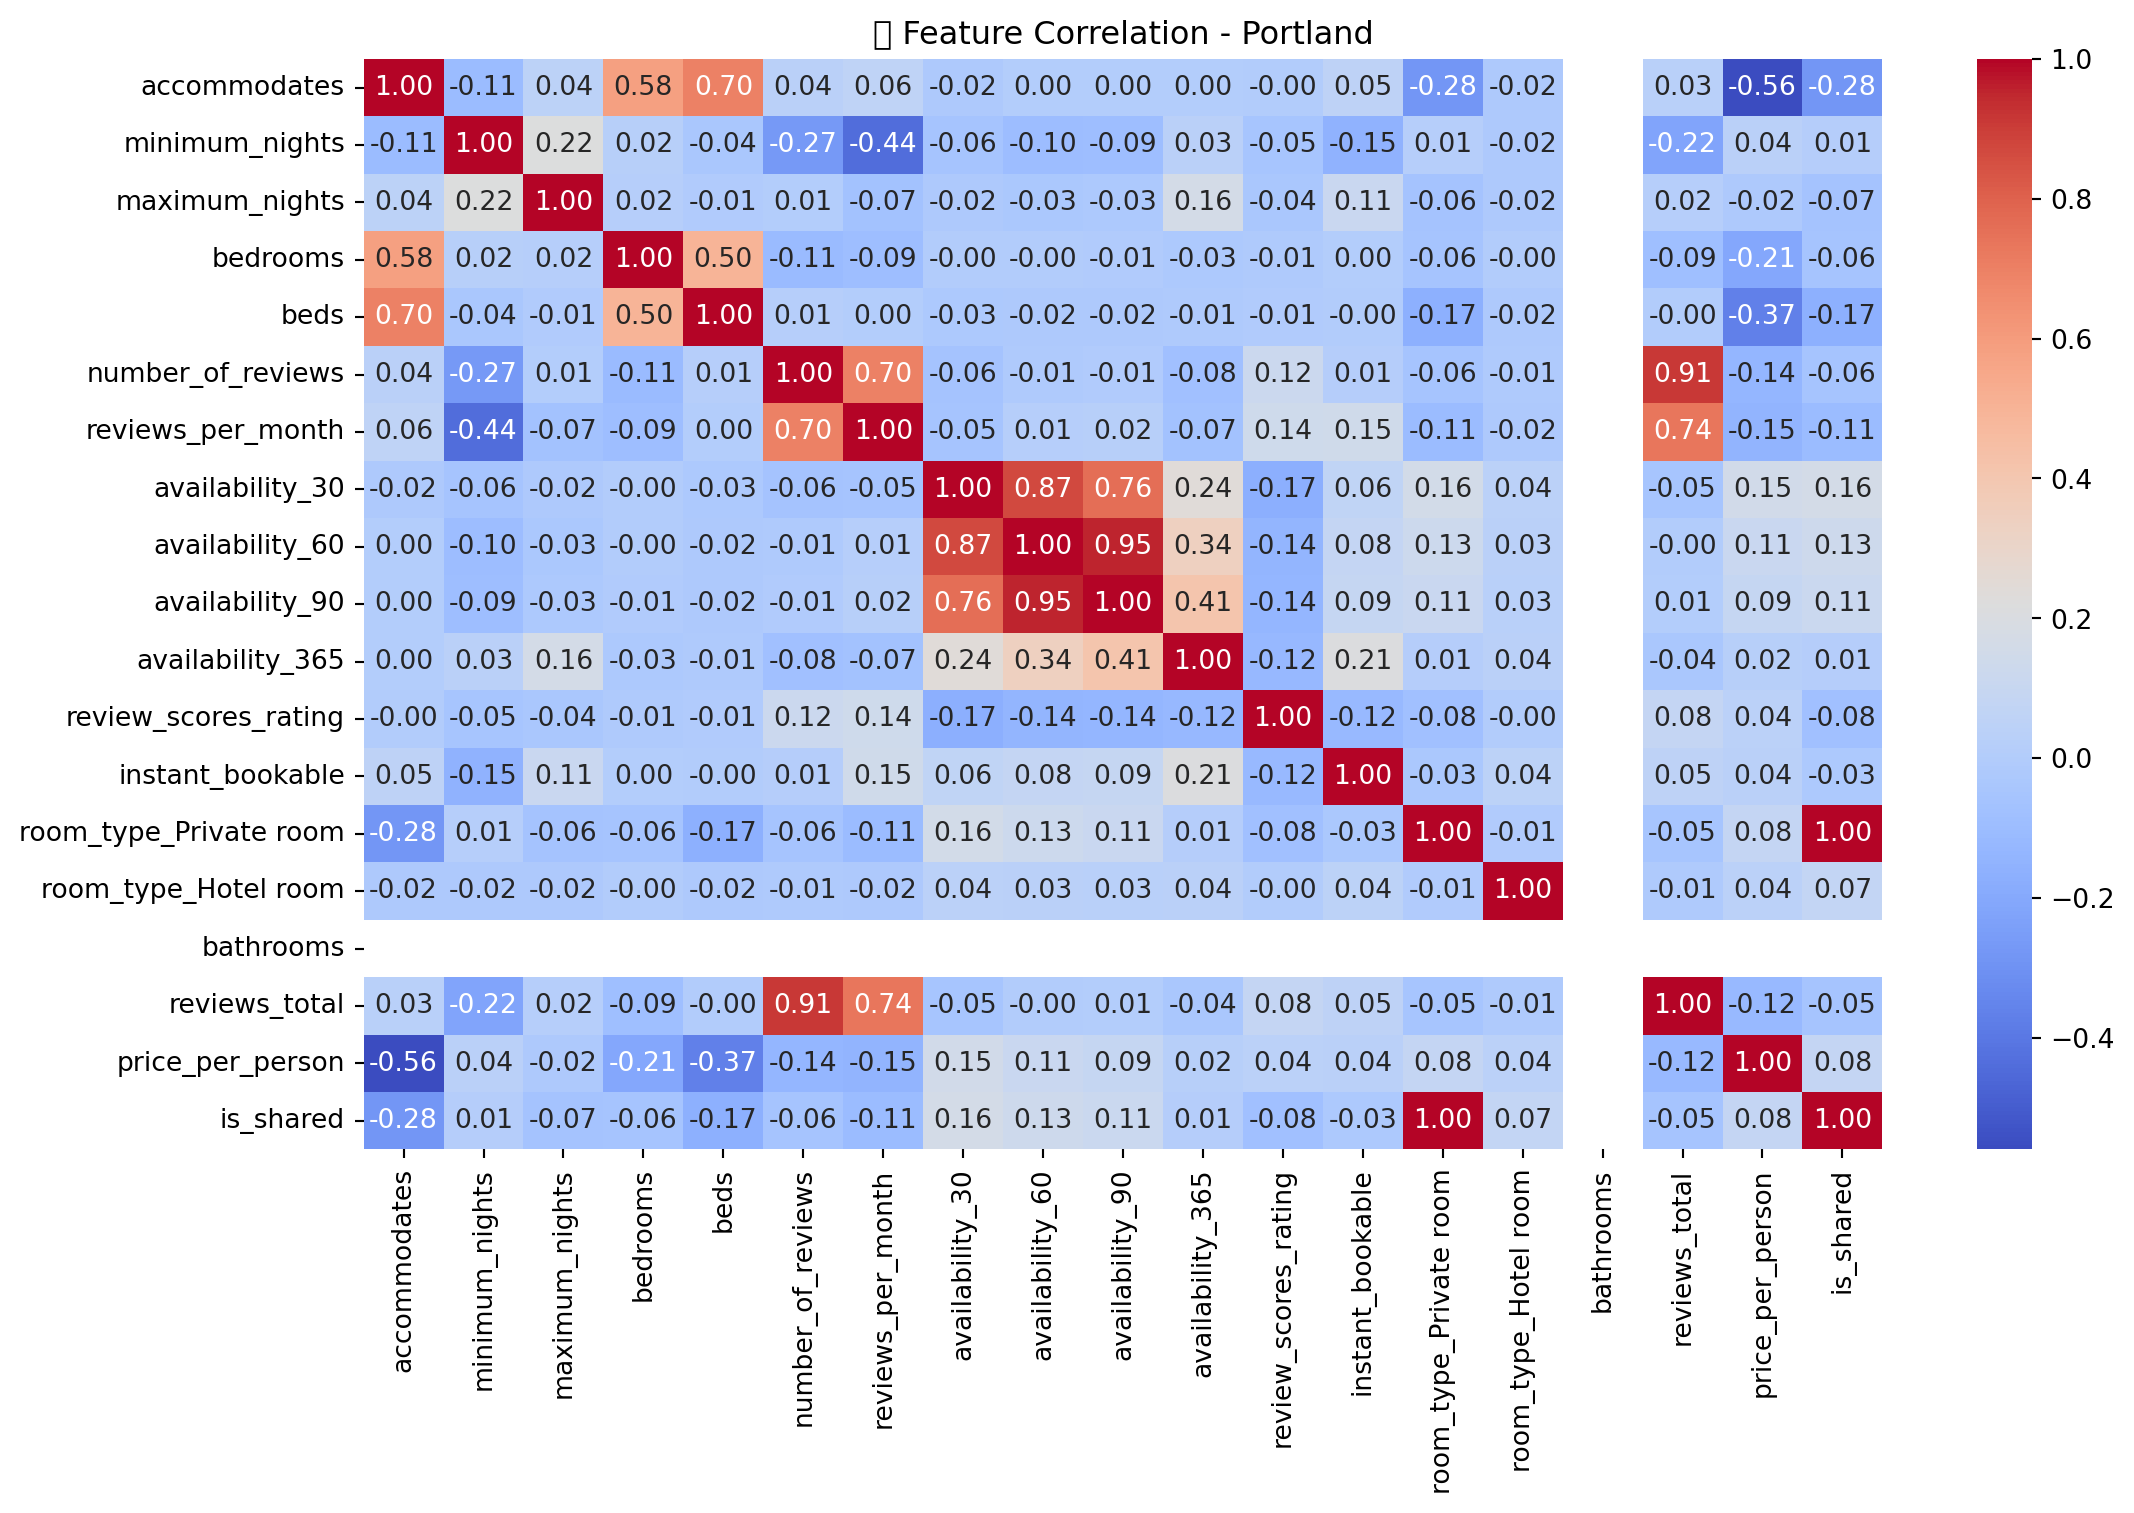 ▯ Feature Correlation - Portland
accommodates 1.00 -0.11 0.04 0.58 0.70 0.04 0.06 -0.02 0.00 0.00 0.00 -0.00 0.05 -0.28 -0.02 0.03 -0.56 -0.28
minimum_nights -0.11 1.00 0.22 0.02 -0.04 -0.27 -0.44 -0.06 -0.10 -0.09 0.03 -0.05 -0.15 0.01 -0.02 -0.22 0.04 0.01
maximum_nights 0.04 0.22 1.00 0.02 -0.01 0.01 -0.07 -0.02 -0.03 -0.03 0.16 -0.04 0.11 -0.06 -0.02 0.02 -0.02 -0.07
bedrooms 0.58 0.02 0.02 1.00 0.50 -0.11 -0.09 -0.00 -0.00 -0.01 -0.03 -0.01 0.00 -0.06 -0.00 -0.09 -0.21 -0.06
beds 0.70 -0.04 -0.01 0.50 1.00 0.01 0.00 -0.03 -0.02 -0.02 -0.01 -0.01 -0.00 -0.17 -0.02 -0.00 -0.37 -0.17
number_of_reviews 0.04 -0.27 0.01 -0.11 0.01 1.00 0.70 -0.06 -0.01 -0.01 -0.08 0.12 0.01 -0.06 -0.01 0.91 -0.14 -0.06
reviews_per_month 0.06 -0.44 -0.07 -0.09 0.00 0.70 1.00 -0.05 0.01 0.02 -0.07 0.14 0.15 -0.11 -0.02 0.74 -0.15 -0.11
availability_30 -0.02 -0.06 -0.02 -0.00 -0.03 -0.06 -0.05 1.00 0.87 0.76 0.24 -0.17 0.06 0.16 0.04 -0.05 0.15 0.16
availability_60 0.00 -0.10 -0.03 -0.00 -0.02 -0.01 0.01 0.87 1.00 0.95 0.34 -0.14 0.08 0.13 0.03 -0.00 0.11 0.13
availability_90 0.00 -0.09 -0.03 -0.01 -0.02 -0.01 0.02 0.76 0.95 1.00 0.41 -0.14 0.09 0.11 0.03 0.01 0.09 0.11
availability_365 0.00 0.03 0.16 -0.03 -0.01 -0.08 -0.07 0.24 0.34 0.41 1.00 -0.12 0.21 0.01 0.04 -0.04 0.02 0.01
review_scores_rating -0.00 -0.05 -0.04 -0.01 -0.01 0.12 0.14 -0.17 -0.14 -0.14 -0.12 1.00 -0.12 -0.08 -0.00 0.08 0.04 -0.08
instant_bookable 0.05 -0.15 0.11 0.00 -0.00 0.01 0.15 0.06 0.08 0.09 0.21 -0.12 1.00 -0.03 0.04 0.05 0.04 -0.03
room_type_Private room -0.28 0.01 -0.06 -0.06 -0.17 -0.06 -0.11 0.16 0.13 0.11 0.01 -0.08 -0.03 1.00 -0.01 -0.05 0.08 1.00
room_type_Hotel room -0.02 -0.02 -0.02 -0.00 -0.02 -0.01 -0.02 0.04 0.03 0.03 0.04 -0.00 0.04 -0.01 1.00 -0.01 0.04 0.07
bathrooms
reviews_total 0.03 -0.22 0.02 -0.09 -0.00 0.91 0.74 -0.05 -0.00 0.01 -0.04 0.08 0.05 -0.05 -0.01 1.00 -0.12 -0.05
price_per_person -0.56 0.04 -0.02 -0.21 -0.37 -0.14 -0.15 0.15 0.11 0.09 0.02 0.04 0.04 0.08 0.04 -0.12 1.00 0.08
is_shared -0.28 0.01 -0.07 -0.06 -0.17 -0.06 -0.11 0.16 0.13 0.11 0.01 -0.08 -0.03 1.00 0.07 -0.05 0.08 1.00
accommodates
minimum_nights
maximum_nights
bedrooms
beds
number_of_reviews
reviews_per_month
availability_30
availability_60
availability_90
availability_365
review_scores_rating
instant_bookable
room_type_Private room
room_type_Hotel room
bathrooms
reviews_total
price_per_person
is_shared
1.0
0.8
0.6
0.4
0.2
0.0
−0.2
−0.4